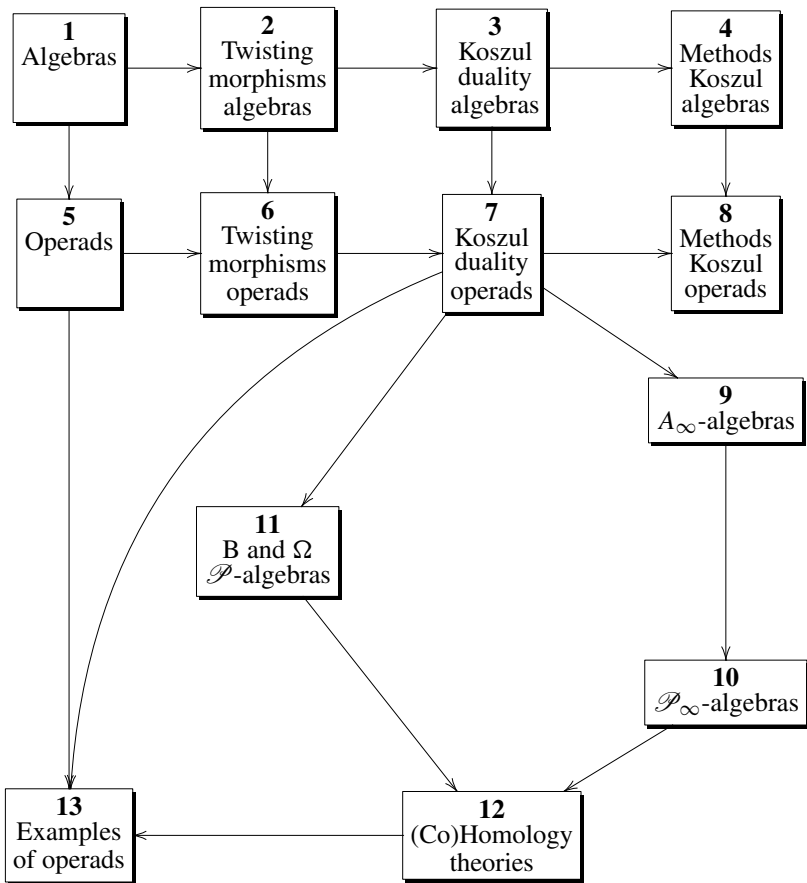 1
Algebras
2
Twisting
morphisms
algebras
3
Koszul
duality
algebras
4
Methods
Koszul
algebras
5
Operads
6
Twisting
morphisms
operads
7
Koszul
duality
operads
8
Methods
Koszul
operads
9
A∞-algebras
11
B and Ω
𝒫-algebras
10
𝒫∞-algebras
13
Examples
of operads
12
(Co)Homology
theories